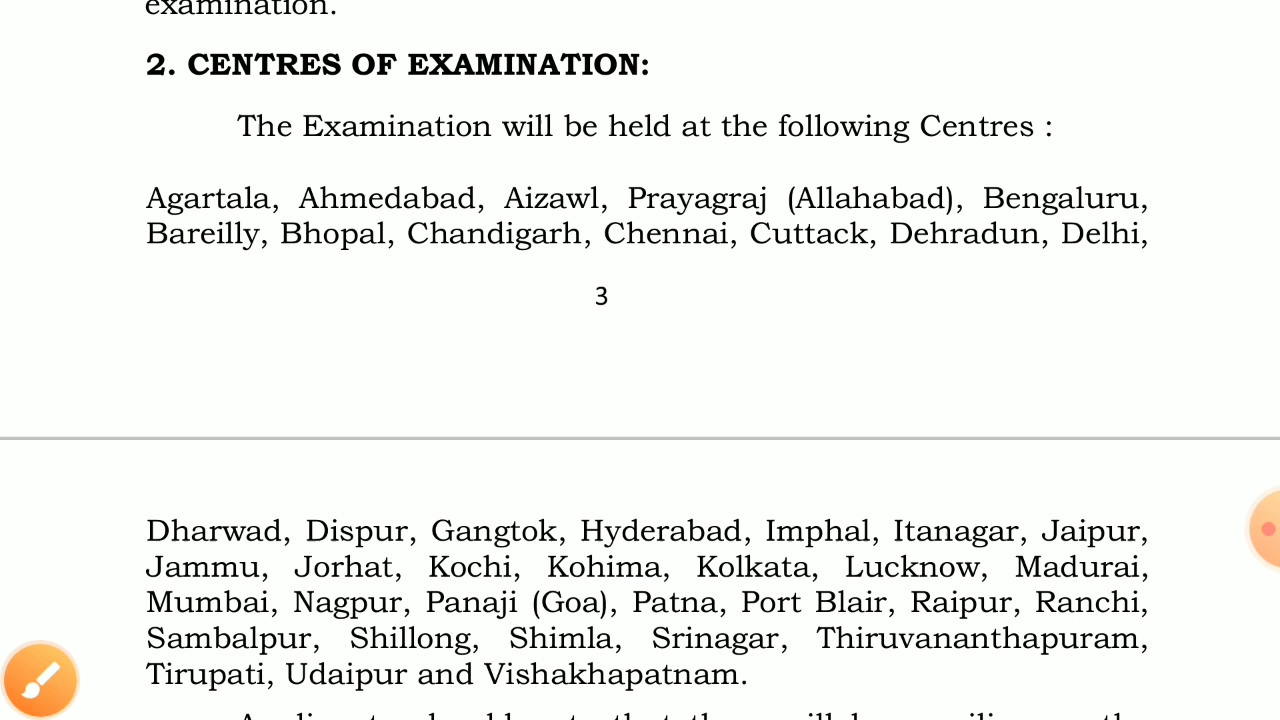 examination.
2. CENTRES OF EXAMINATION:
The Examination will be held at the following Centres :
Agartala, Ahmedabad, Aizawl, Prayagraj (Allahabad), Bengaluru,
Bareilly, Bhopal, Chandigarh, Chennai, Cuttack, Dehradun, Delhi,
3
Dharwad, Dispur, Gangtok, Hyderabad, Imphal, Itanagar, Jaipur,
Jammu, Jorhat, Kochi, Kohima, Kolkata, Lucknow, Madurai,
Mumbai, Nagpur, Panaji (Goa), Patna, Port Blair, Raipur, Ranchi,
Sambalpur, Shillong, Shimla, Srinagar, Thiruvananthapuram,
Tirupati, Udaipur and Vishakhapatnam.